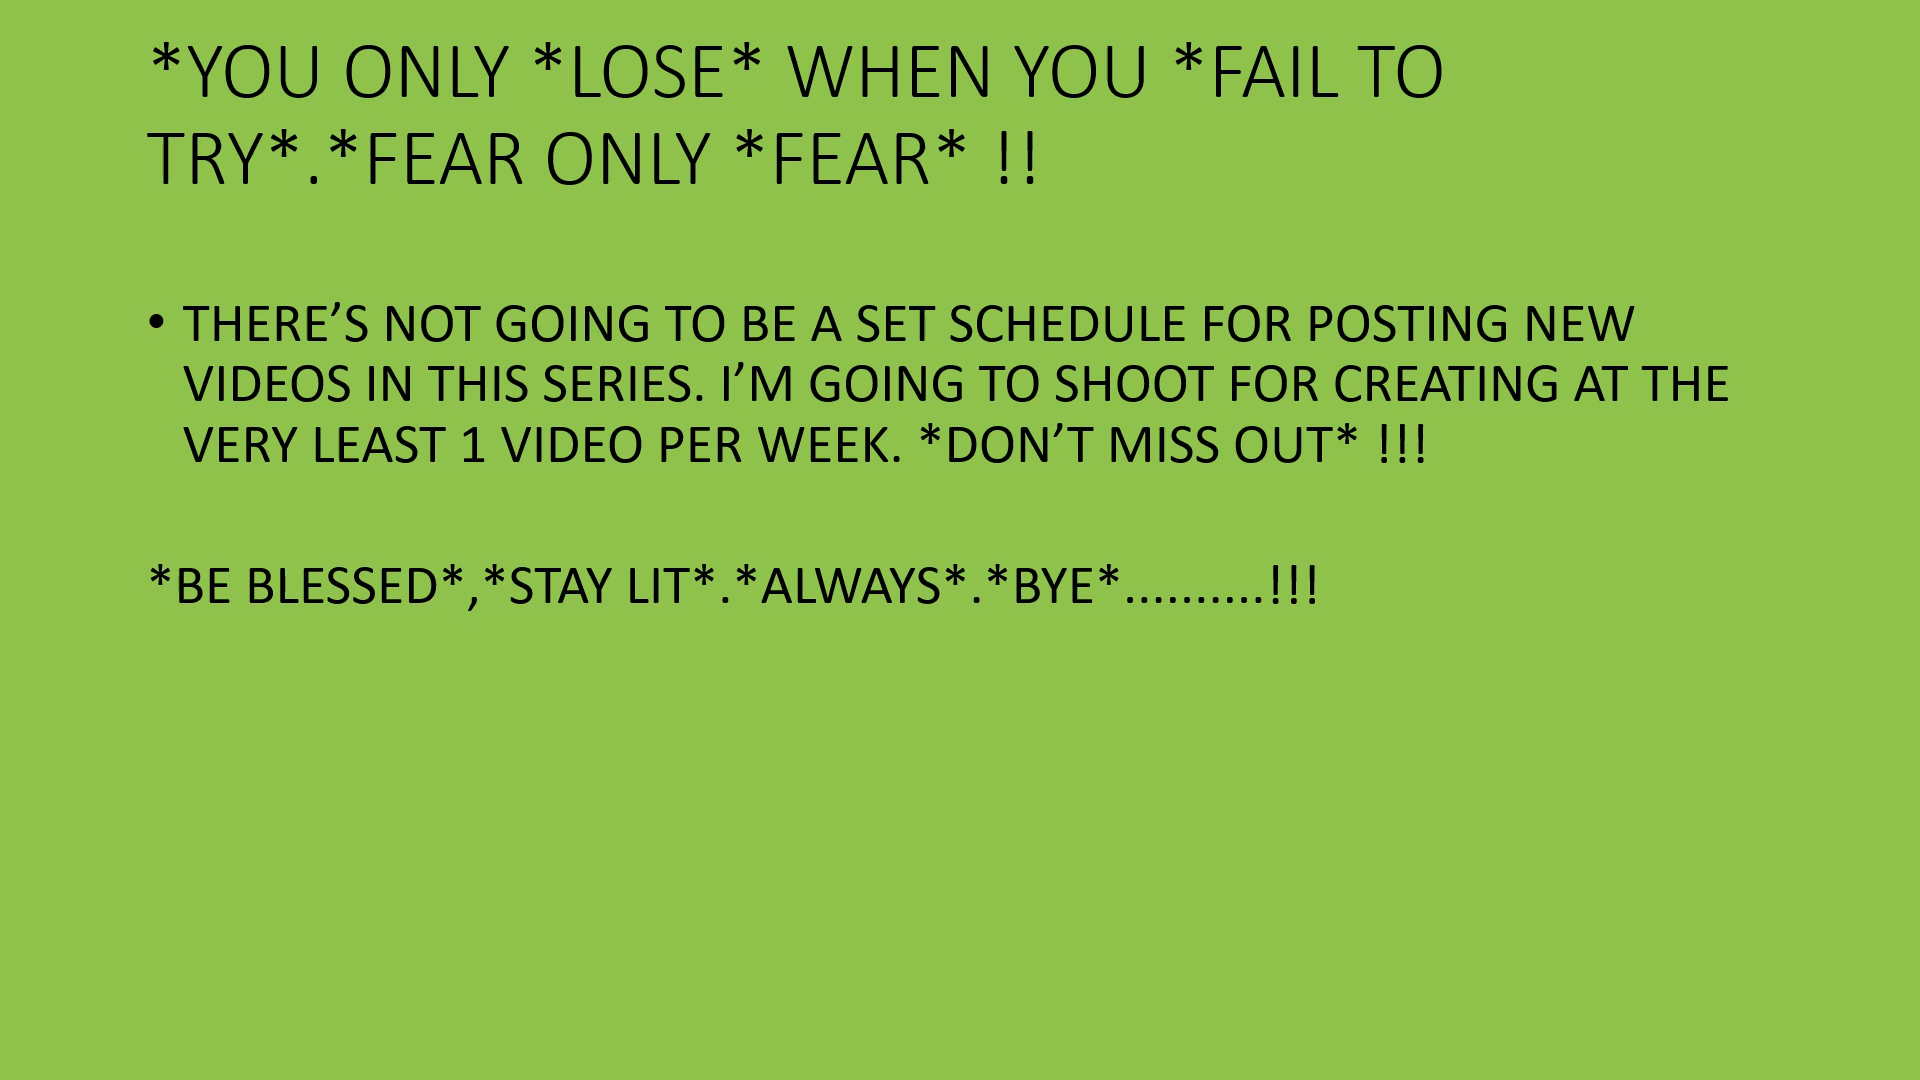 *YOU ONLY *LOSE* WHEN YOU *FAIL TO
TRY*.*FEAR ONLY *FEAR* !!
• THERE’S NOT GOING TO BE A SET SCHEDULE FOR POSTING NEW
VIDEOS IN THIS SERIES. I’M GOING TO SHOOT FOR CREATING AT THE
VERY LEAST 1 VIDEO PER WEEK. *DON’T MISS OUT* !!!
*BE BLESSED*,*STAY LIT*.*ALWAYS*.*BYE*..........!!!